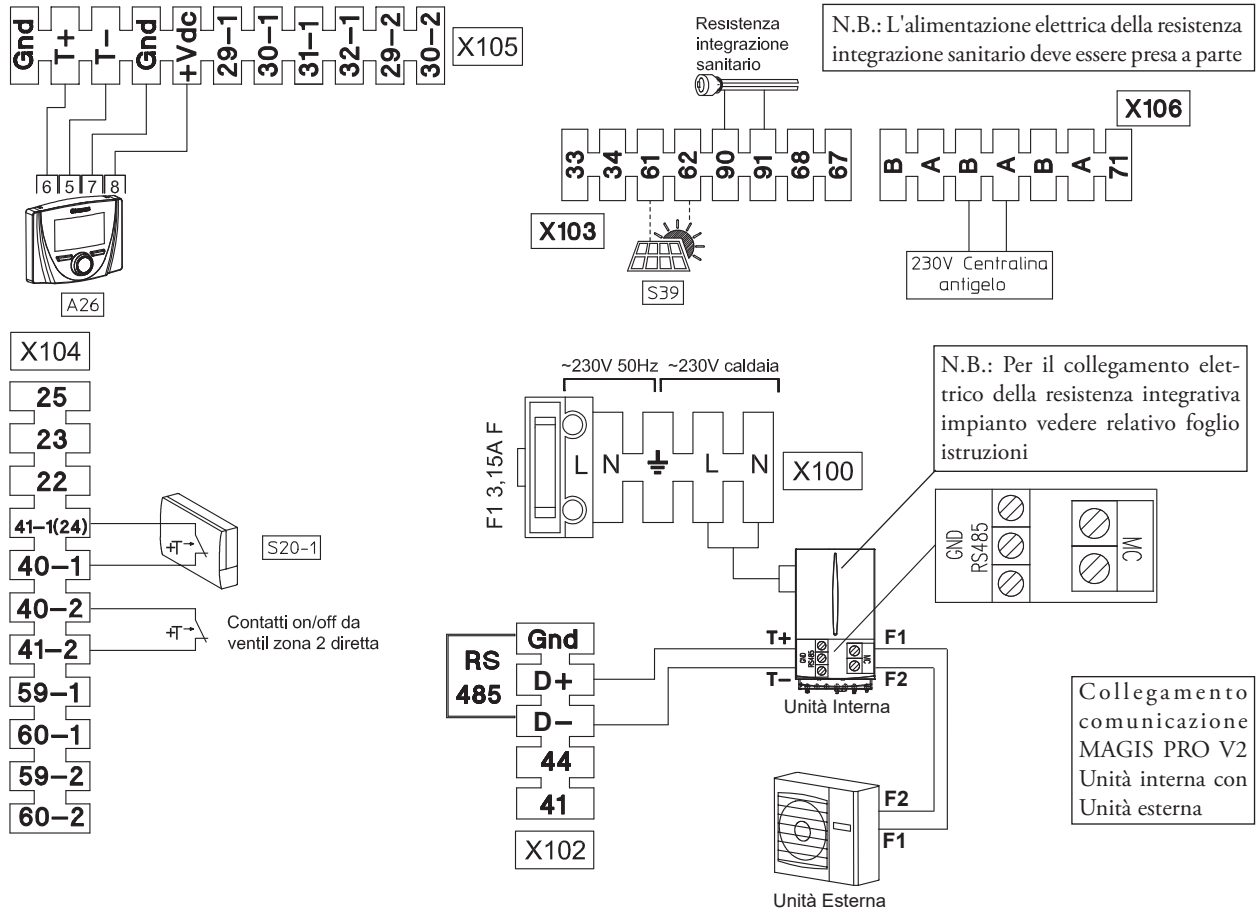 Gnd T+ T- Gnd +Vdc 29-1 30-1 31-1 32-1 29-2 30-2
X105
6 5 7 8
A26
Resistenza
integrazione
sanitario
N.B.: L'alimentazione elettrica della resistenza
integrazione sanitario deve essere presa a parte
33 34 61 62 90 91 68 67
X103
S39
X106
B A B A B A 71
230V Centralina
antigelo
X104
25
23
22
41-1(24)
40-1
40-2
41-2
59-1
60-1
59-2
60-2
S20-1
+T
+T
Contatti on/off da
ventil zona 2 diretta
~230V 50Hz ~230V caldaia
F1 3,15A F
L N L N
X100
N.B.: Per il collegamento elet-
trico della resistenza integrativa
impianto vedere relativo foglio
istruzioni
GND
RS485
MC
RS
485
Gnd
D+
D-
44
41
X102
T+
T-
GND
RS485
MC
F1
F2
Unità Interna
F2
F1
Unità Esterna
Collegamento
comunicazione
MAGIS PRO V2
Unità interna con
Unità esterna